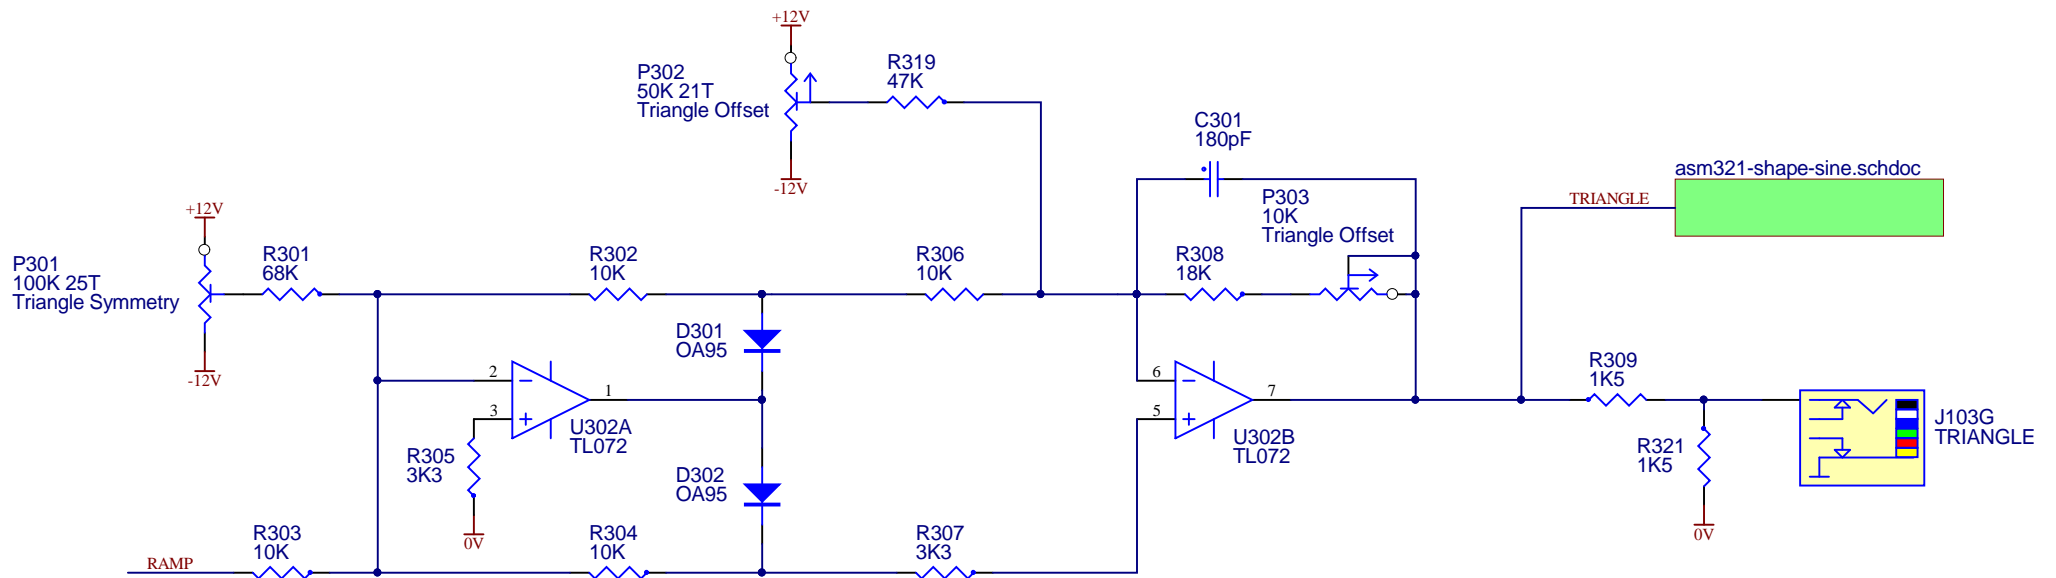 +12V
P302
50K 21T
Triangle Offset
R319
47K
-12V
C301
180pF
P303
10K
Triangle Offset
asm321-shape-sine.schdoc
TRIANGLE
+12V
P301
100K 25T
Triangle Symmetry
-12V
R301
68K
R302
10K
R306
10K
R308
18K
D301
OA95
2
3
1
U302A
TL072
R305
3K3
0V
D302
OA95
6
5
7
U302B
TL072
R309
1K5
R321
1K5
0V
J103G
TRIANGLE
RAMP
R303
10K
R304
10K
R307
3K3